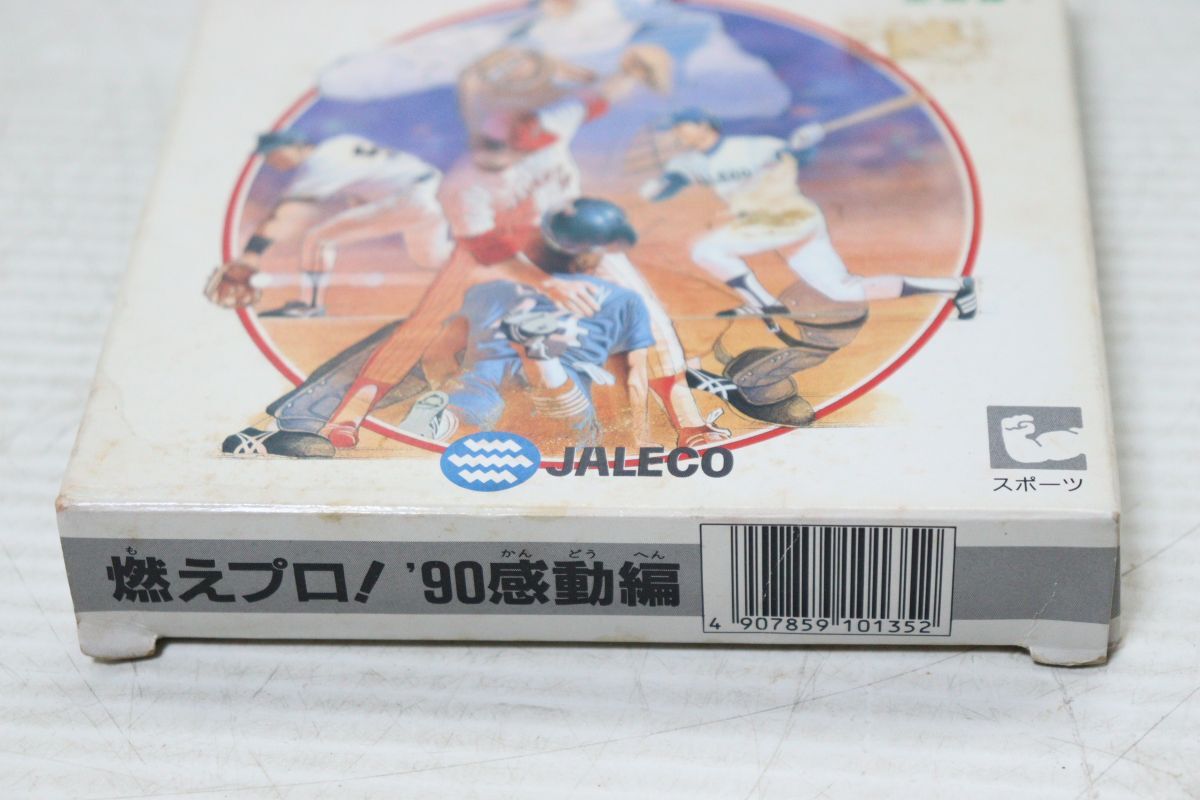 JALECO
スポーツ
も かん どう へん
燃えプロ! '90感動編
4 907859 101352